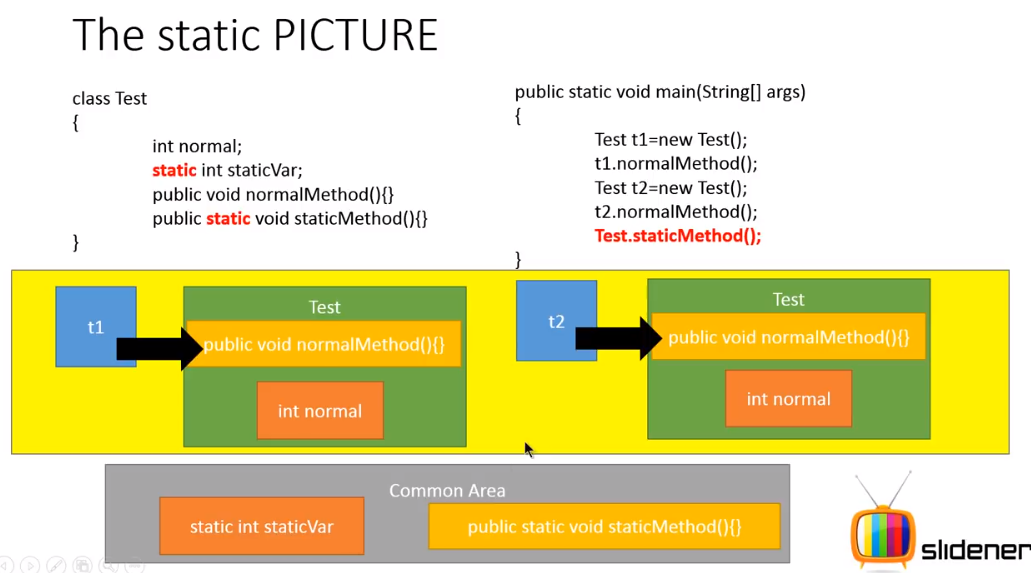 The static PICTURE
class Test
{
int normal;
static int staticVar;
public void normalMethod(){}
public static void staticMethod(){}
}
public static void main(String[] args)
{
Test t1=new Test();
t1.normalMethod();
Test t2=new Test();
t2.normalMethod();
Test.staticMethod();
}
t1
Test
public void normalMethod(){}
int normal
t2
Test
public void normalMethod(){}
int normal
Common Area
static int staticVar
public static void staticMethod(){}
slidener